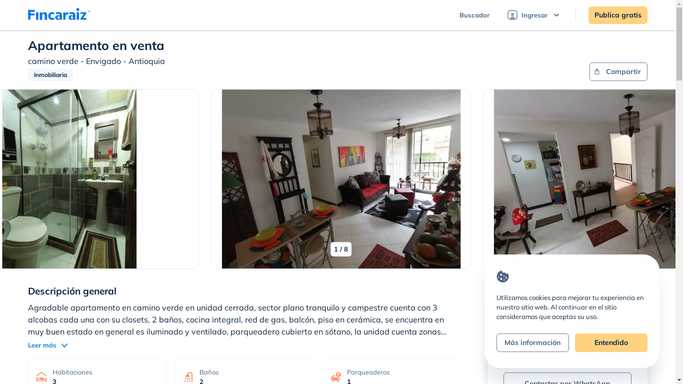 Fincaraiz
Buscador
Ingresar
Publica gratis
Apartamento en venta
camino verde - Envigado - Antioquia
Inmobiliaria
Compartir
1 / 8
Descripción general
Agradable apartamento en camino verde en unidad cerrada, sector plano tranquilo y campestre cuenta con 3
alcobas cada una con su closets, 2 baños, cocina integral, red de gas, balcón, piso en cerámica, se encuentra en
muy buen estado en general es iluminado y ventilado, parqueadero cubierto en sótano, la unidad cuenta zonas...
Leer más
Habitaciones
3
Baños
2
Parqueaderos
1
Utilizamos cookies para mejorar tu experiencia en
nuestro sitio web. Al continuar en el sitio
consideramos que aceptas su uso.
Más información
Entendido
Contactar por WhatsApp